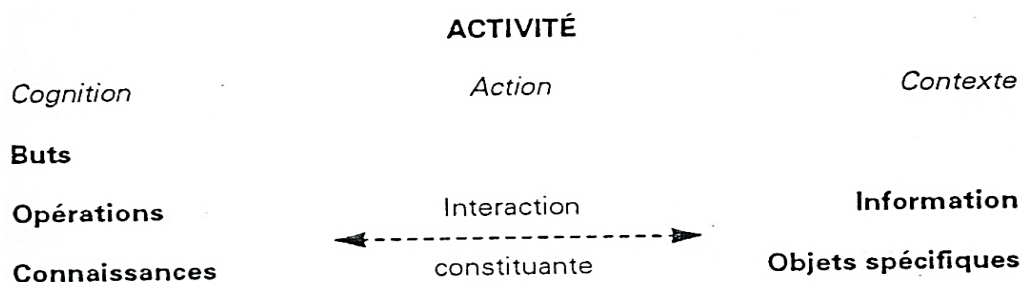 ACTIVITÉ
Cognition Action Contexte
Buts
Opérations Interaction Information
Connaissances constituante Objets spécifiques